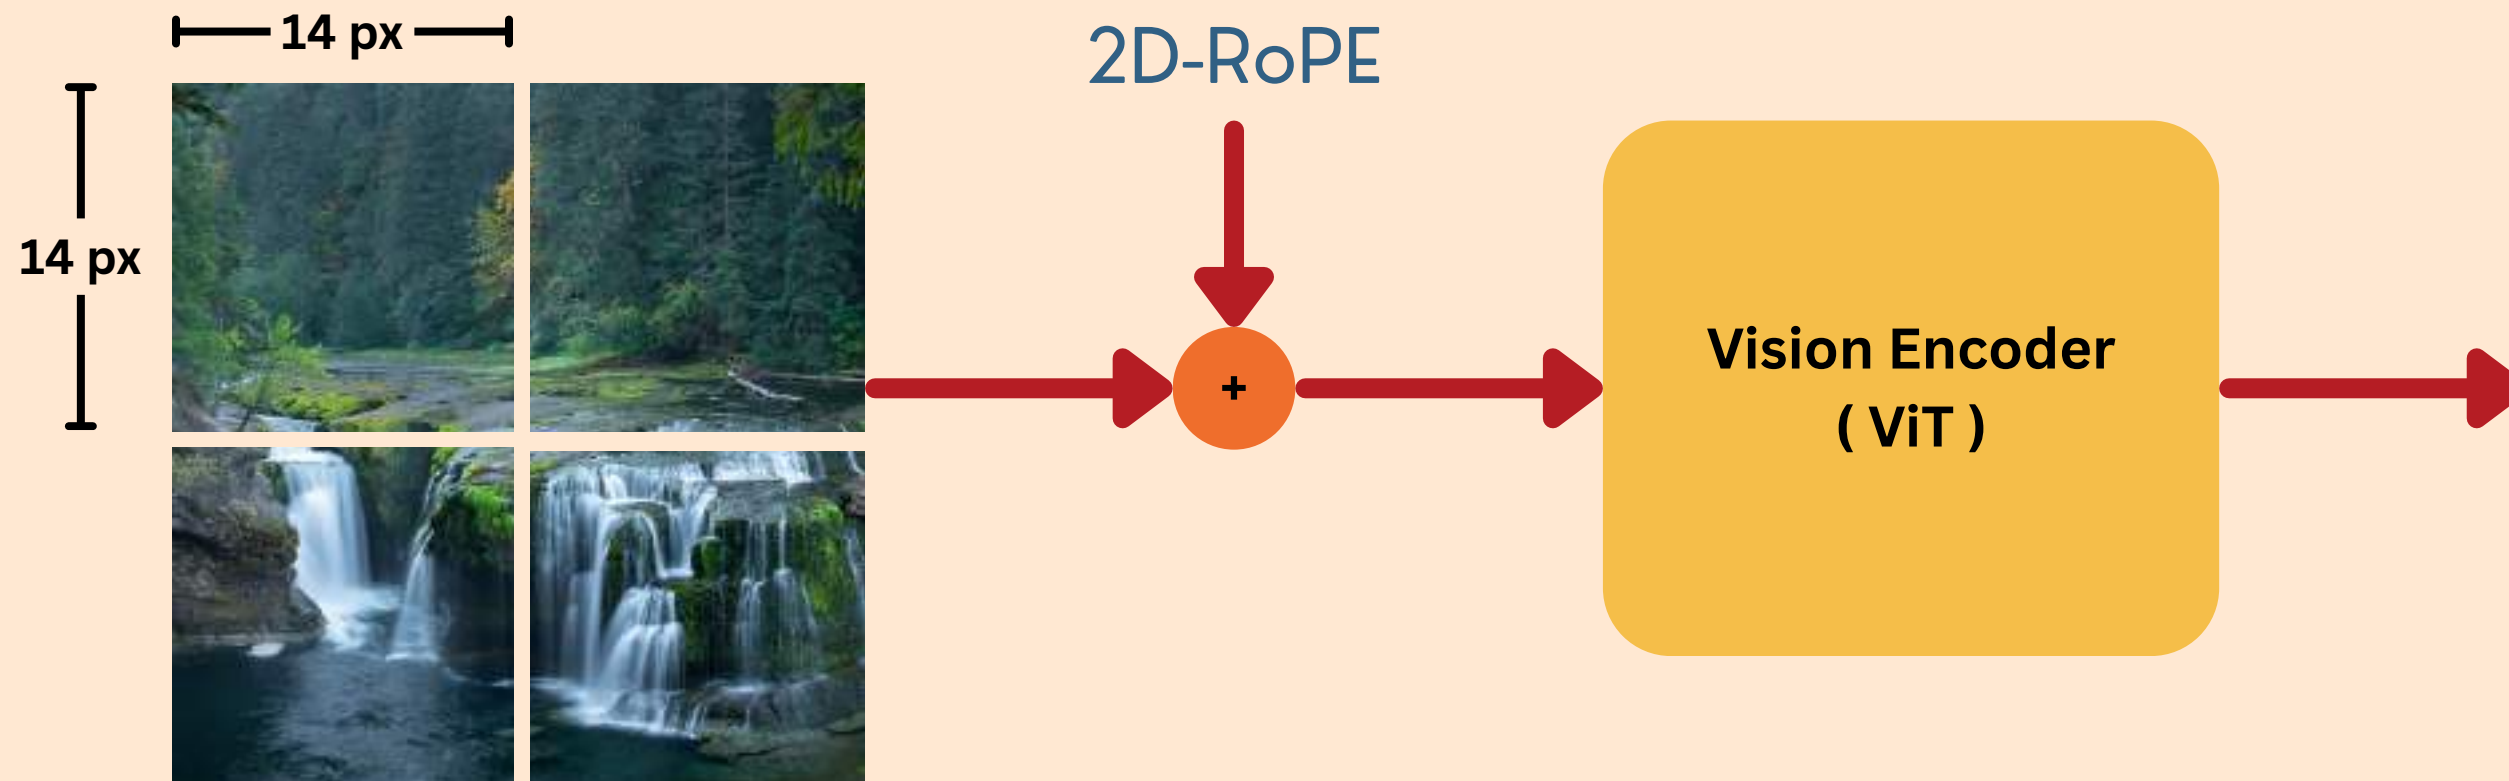 14 px
2D-RoPE
14 px
+
Vision Encoder
( ViT )